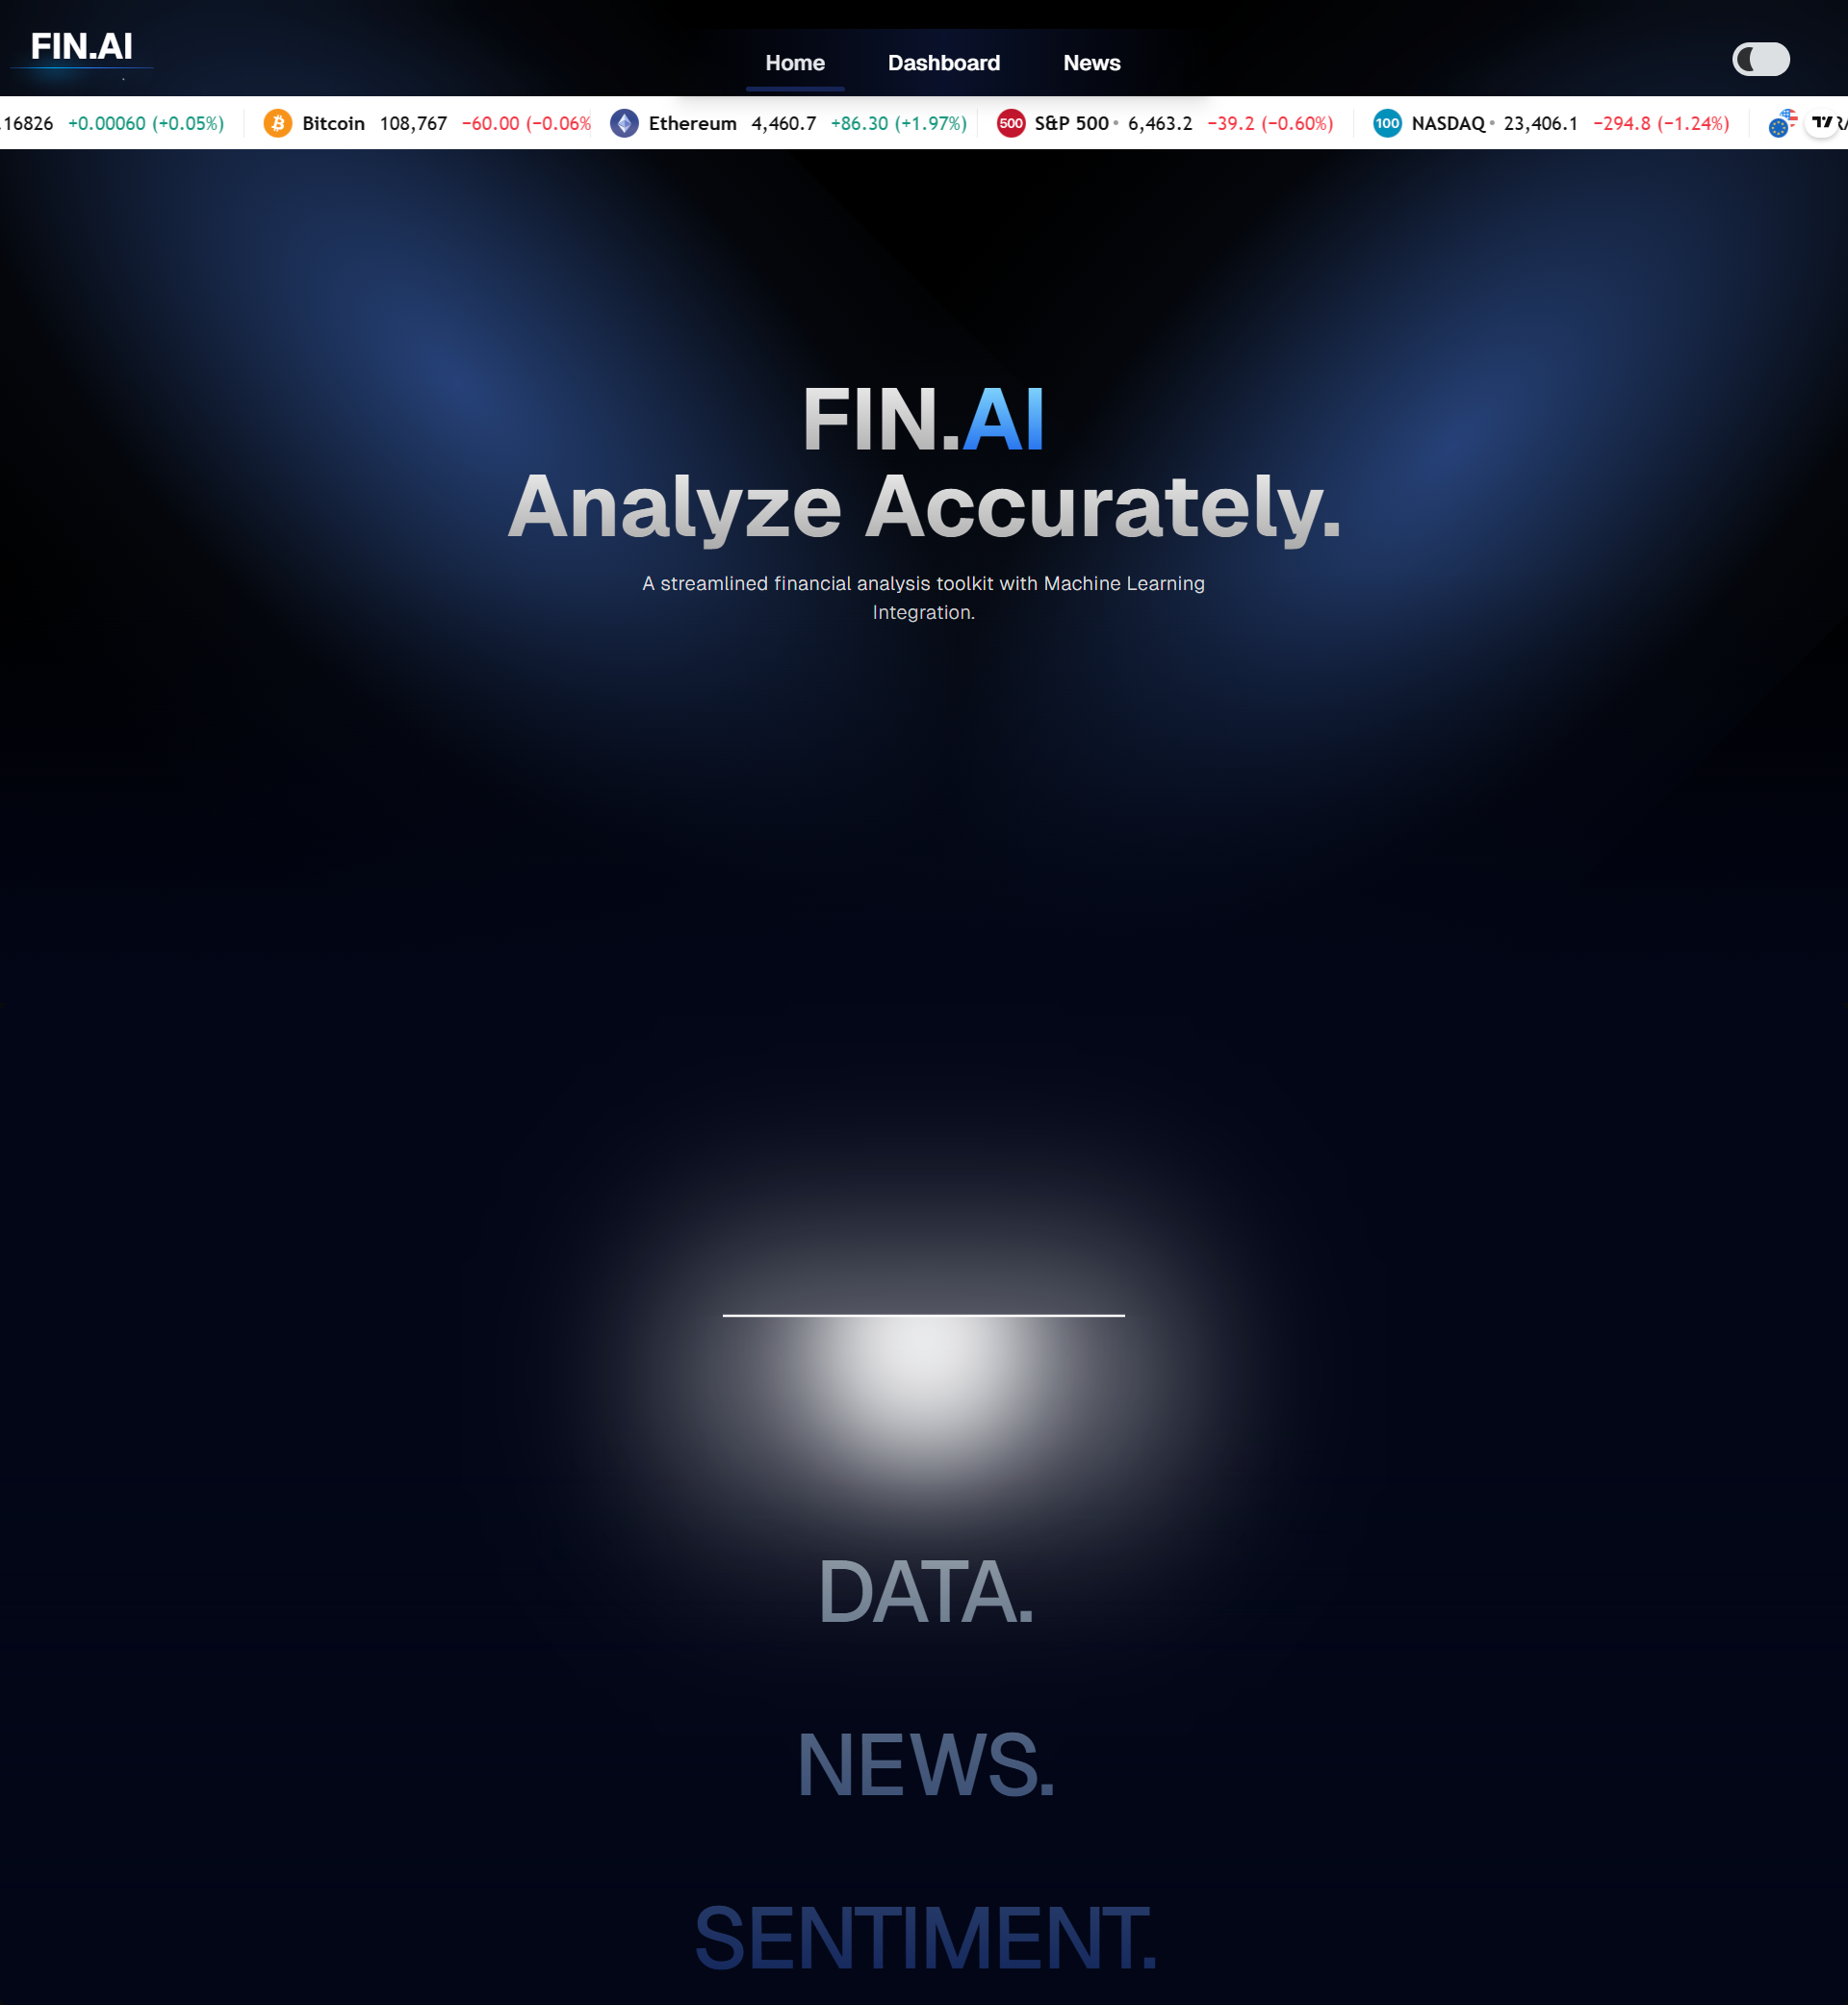 FIN.AI
Home Dashboard News
.16826 +0.00060 (+0.05%) Bitcoin 108,767 −60.00 (−0.06% Ethereum 4,460.7 +86.30 (+1.97%) 500 S&P 500 6,463.2 −39.2 (−0.60%) 100 NASDAQ 23,406.1 −294.8 (−1.24%)
FIN.AI
Analyze Accurately.
A streamlined financial analysis toolkit with Machine Learning
Integration.
DATA.
NEWS.
SENTIMENT.